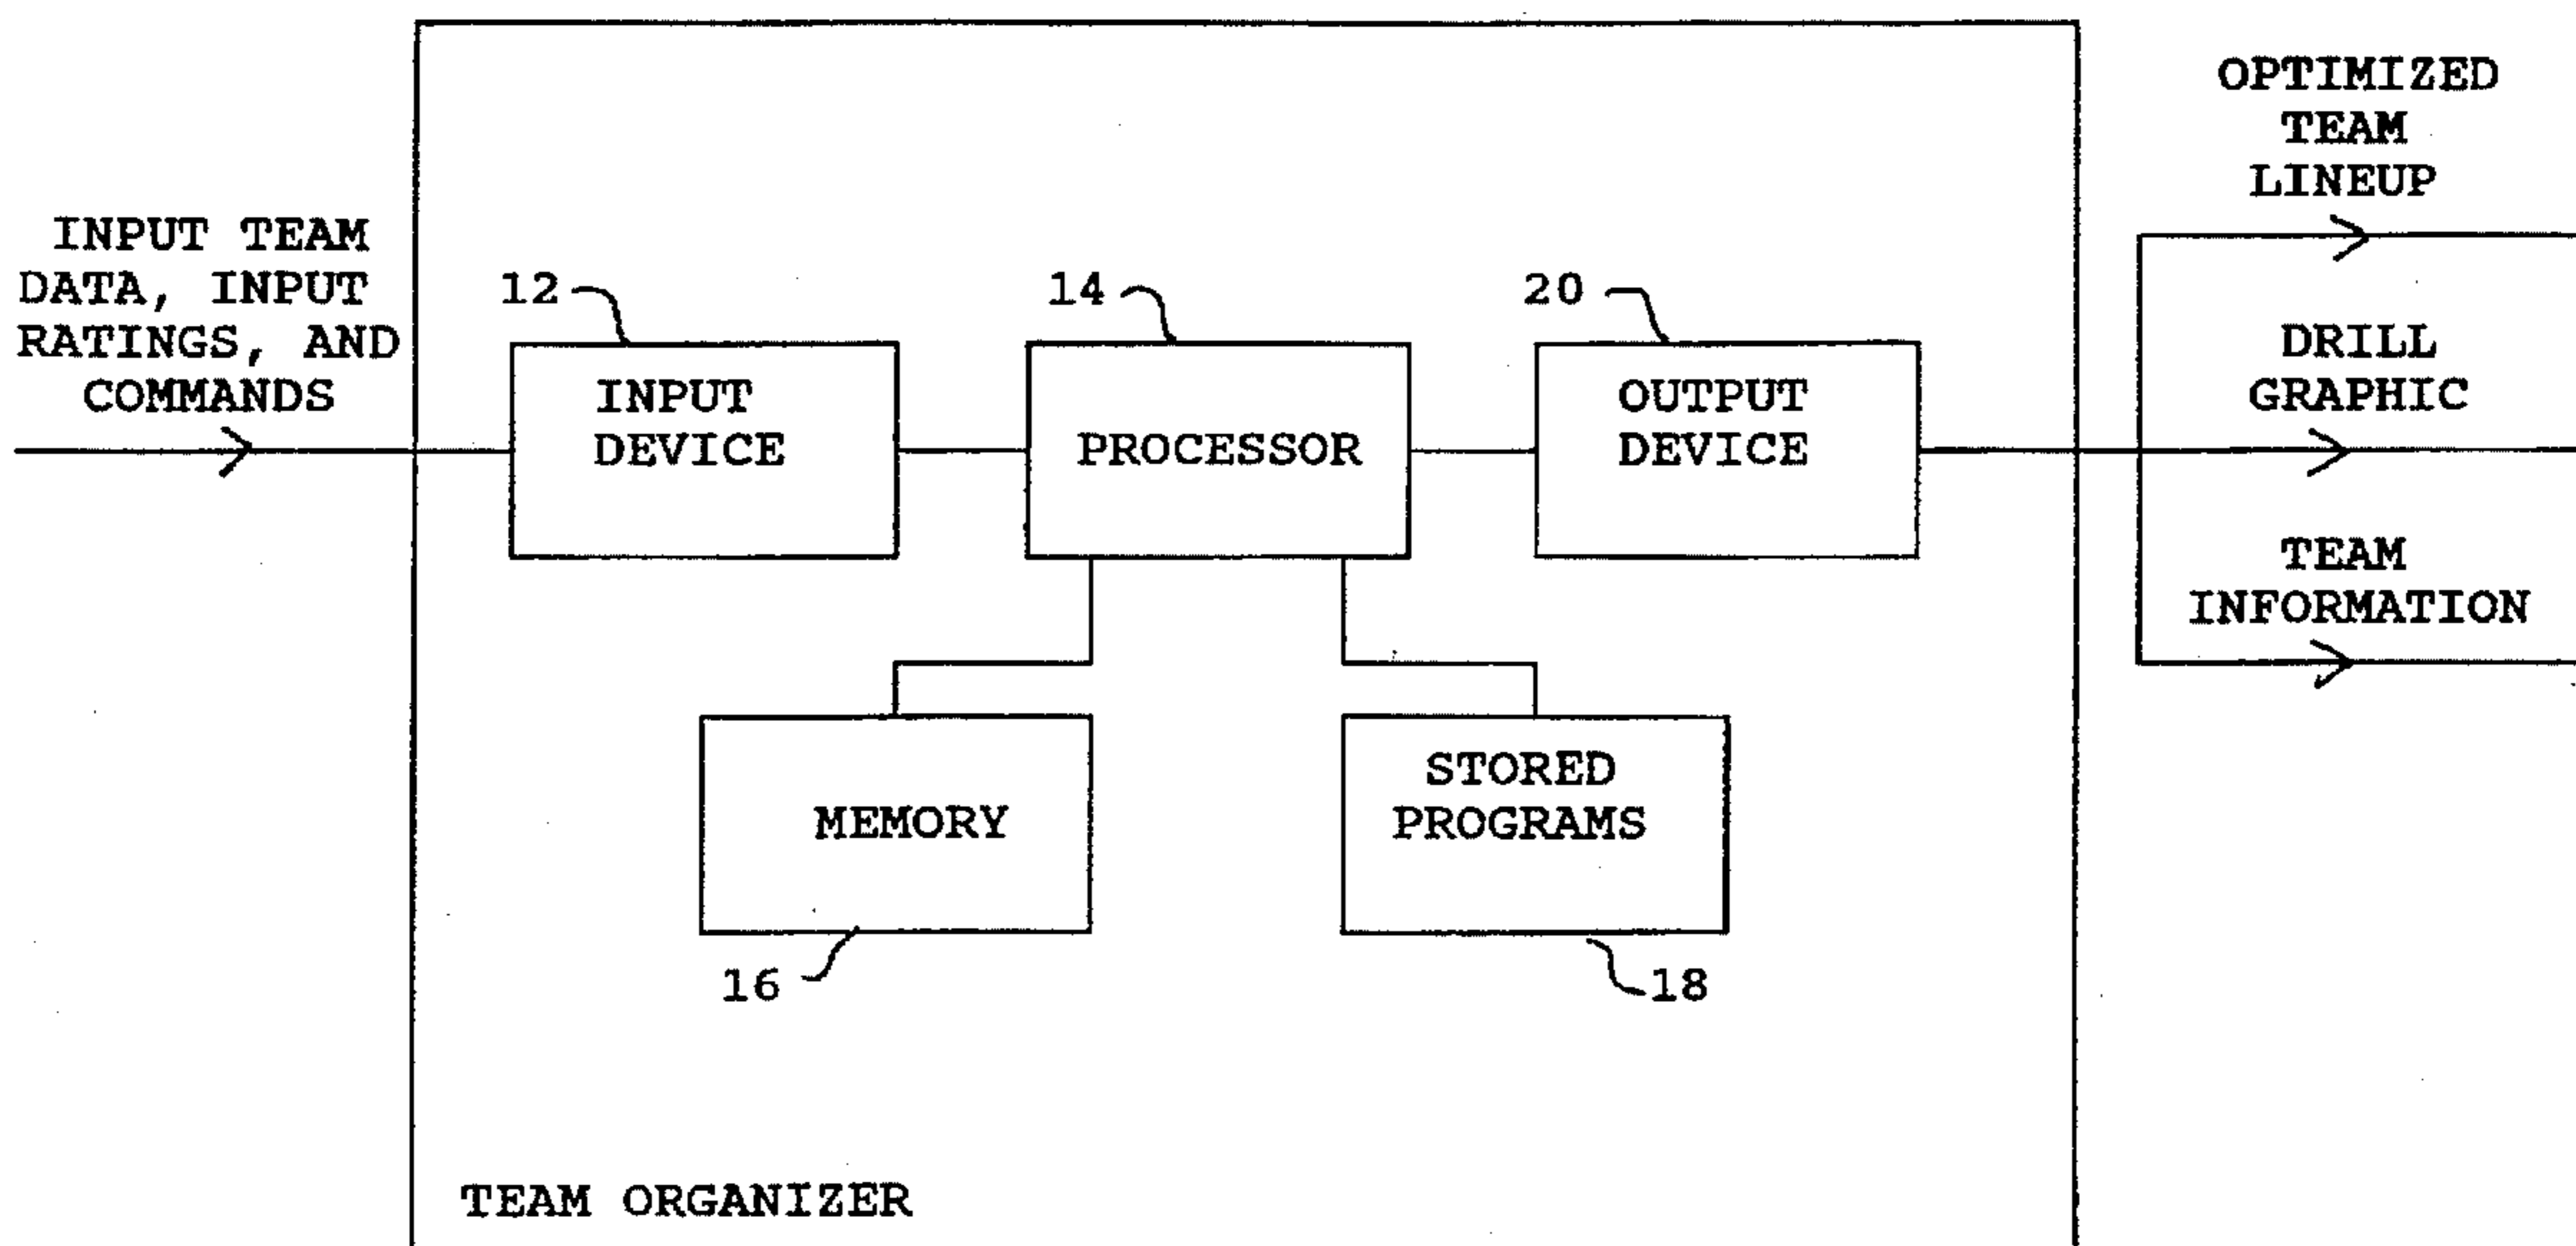 INPUT TEAM
DATA, INPUT
RATINGS, AND
COMMANDS
12
INPUT
DEVICE
14
PROCESSOR
20
OUTPUT
DEVICE
MEMORY
16
STORED
PROGRAMS
18
TEAM ORGANIZER
OPTIMIZED
TEAM
LINEUP
DRILL
GRAPHIC
TEAM
INFORMATION